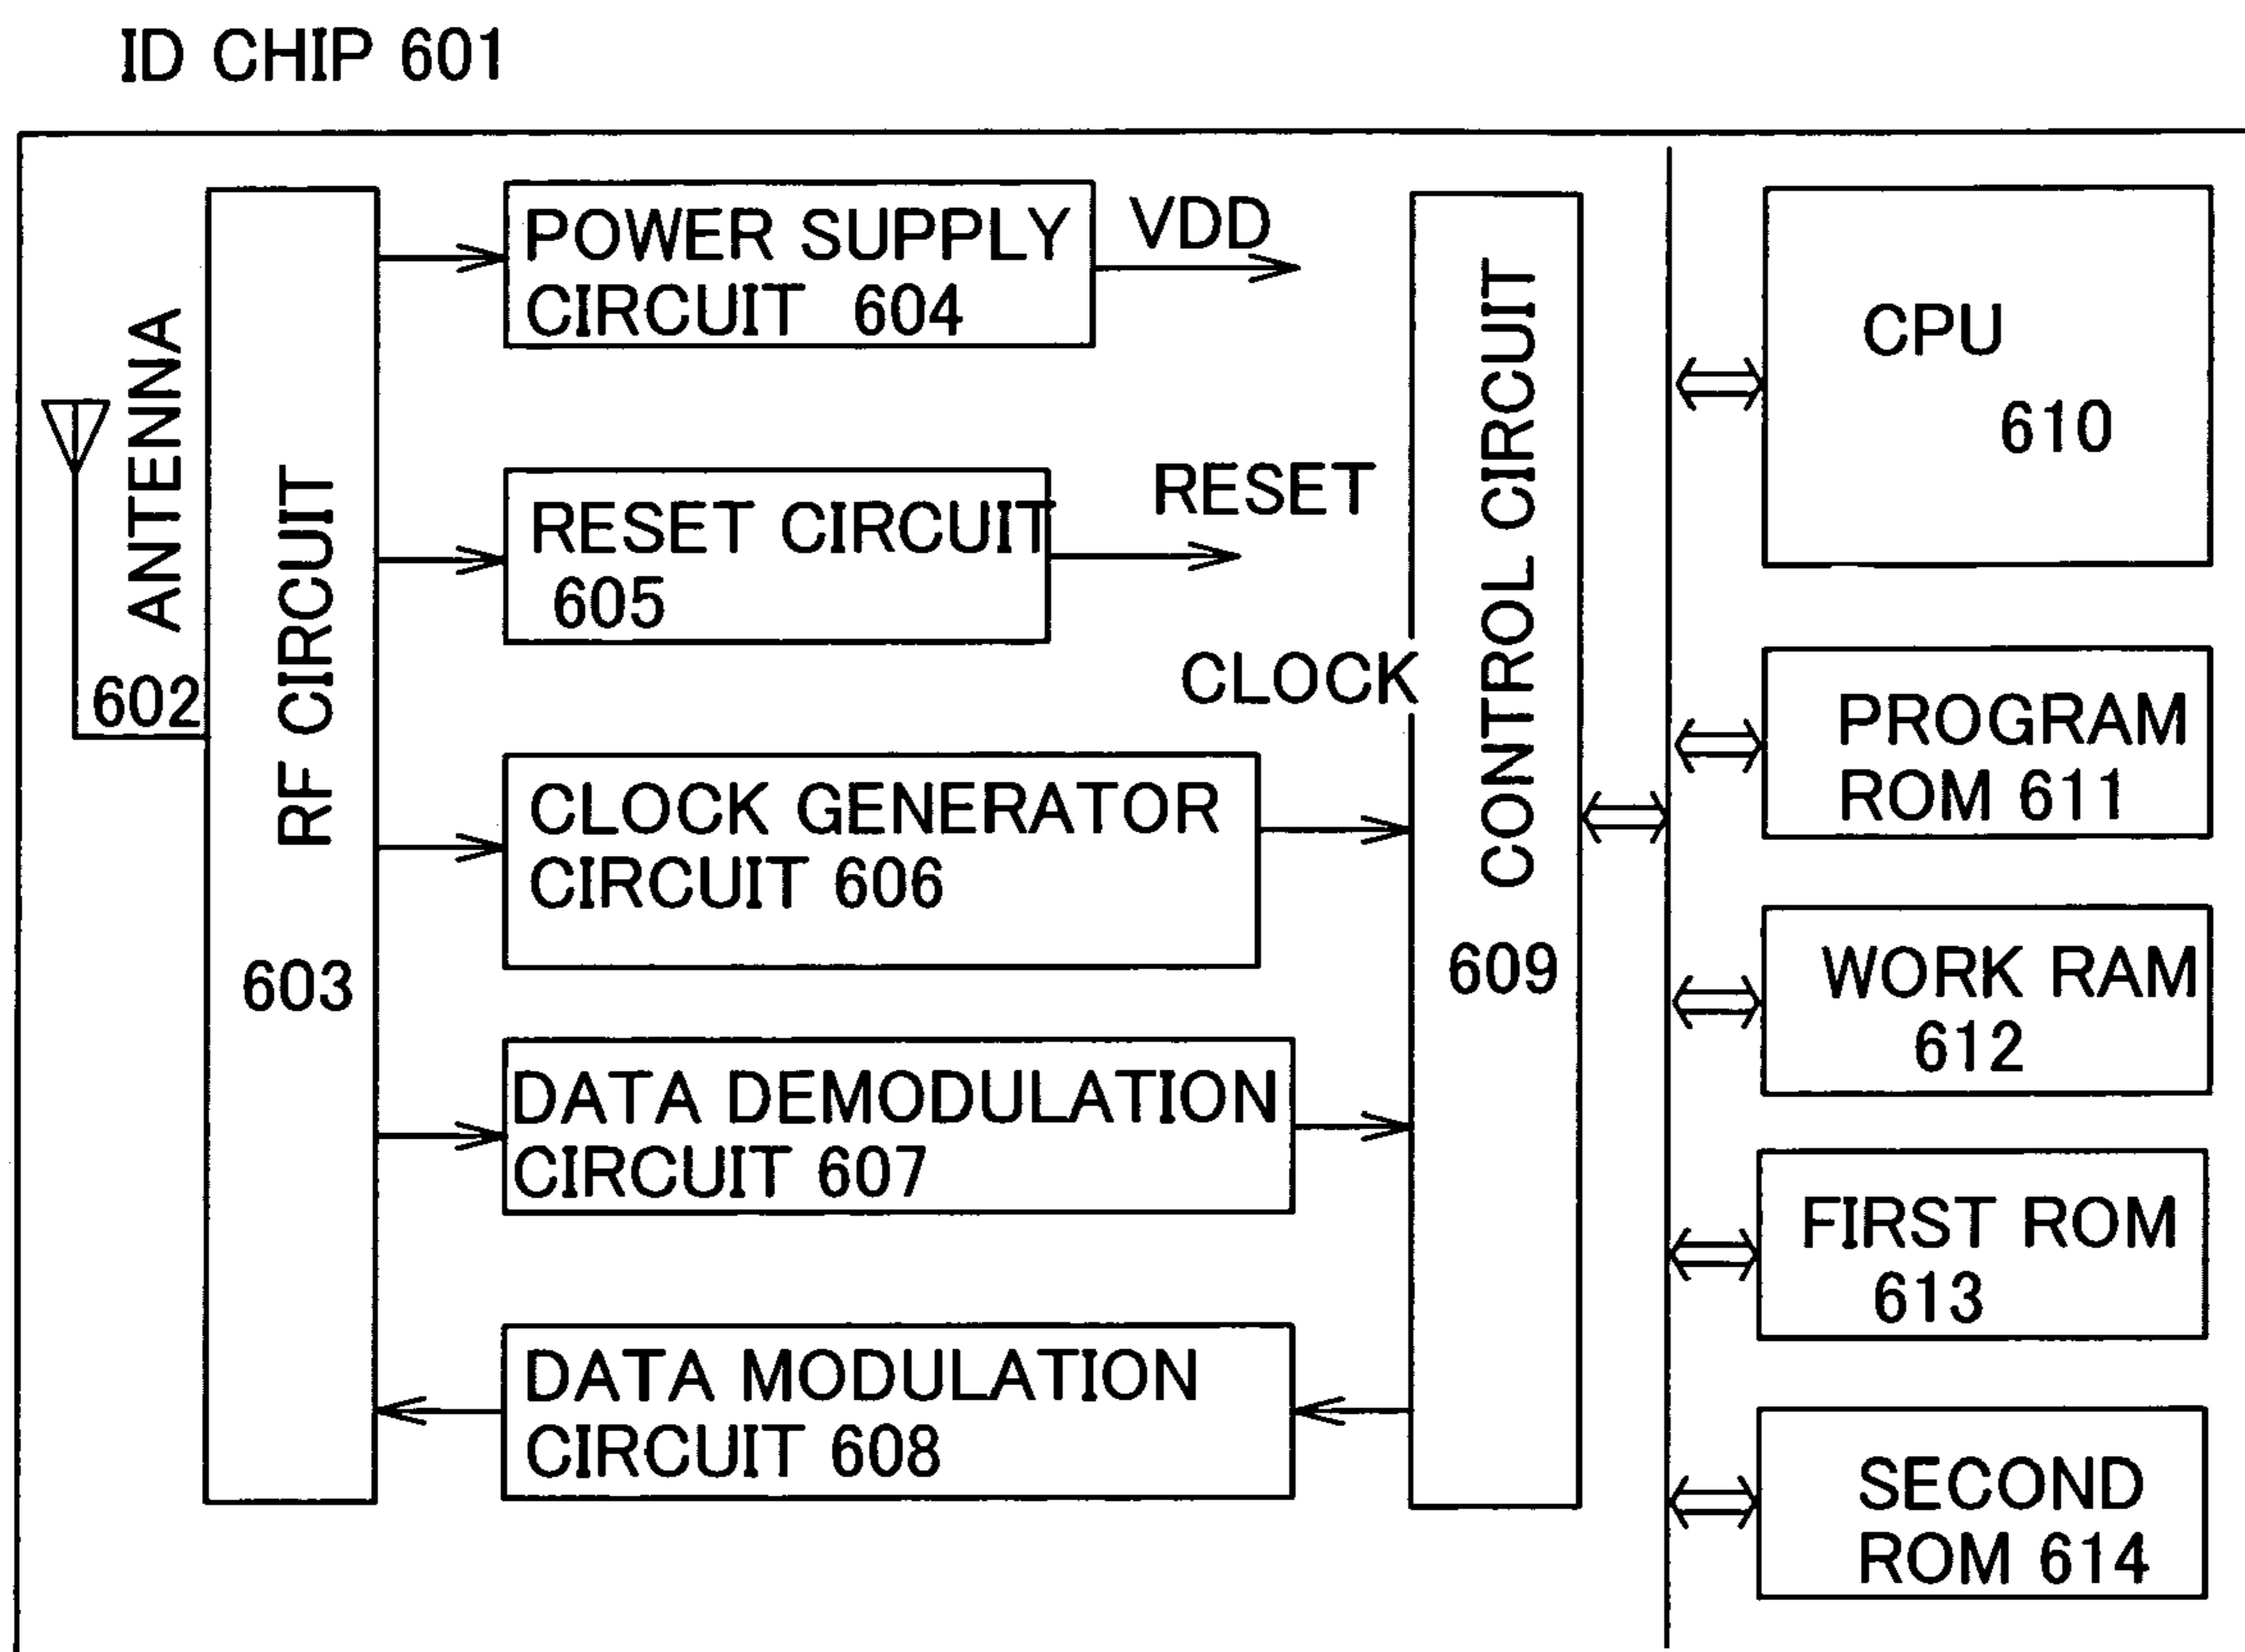 ID CHIP 601
ANTENNA
602
RF CIRCUIT
603
POWER SUPPLY
CIRCUIT 604
VDD
RESET CIRCUIT
605
RESET
CLOCK
CLOCK GENERATOR
CIRCUIT 606
DATA DEMODULATION
CIRCUIT 607
DATA MODULATION
CIRCUIT 608
CONTROL CIRCUIT
609
CPU
610
PROGRAM
ROM 611
WORK RAM
612
FIRST ROM
613
SECOND
ROM 614